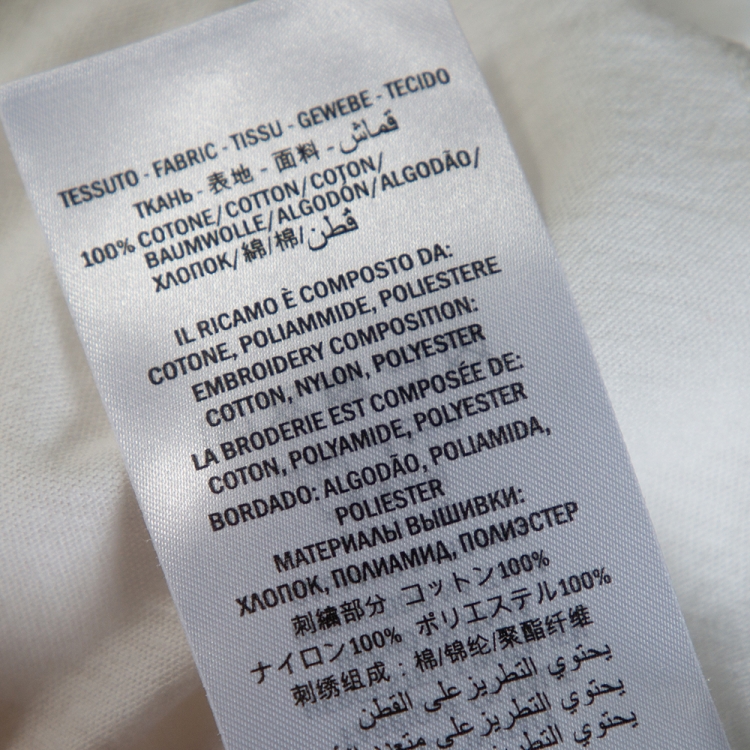 TESSUTO - FABRIC - TISSU - GEWEBE - TECIDO
ТКАНЬ - 表地 - 面料 - قماش
100% COTONE/COTTON/COTON/
BAUMWOLLE/ALGODÓN/ALGODÃO/
ХЛОПОК/綿/棉/قطن
IL RICAMO È COMPOSTO DA:
COTONE, POLIAMMIDE, POLIESTERE
EMBROIDERY COMPOSITION:
COTTON, NYLON, POLYESTER
LA BRODERIE EST COMPOSÉE DE:
COTON, POLYAMIDE, POLYESTER
BORDADO: ALGODÃO, POLIAMIDA,
POLIESTER
МАТЕРИАЛЫ ВЫШИВКИ:
ХЛОПОК, ПОЛИАМИД, ПОЛИЭСТЕР
刺繍部分 コットン100%
ナイロン100% ポリエステル100%
刺绣组成：棉/锦纶/聚酯纤维
يحتوي التطريز على القطن
يحتوي التطريز على متعدد
يحتوي